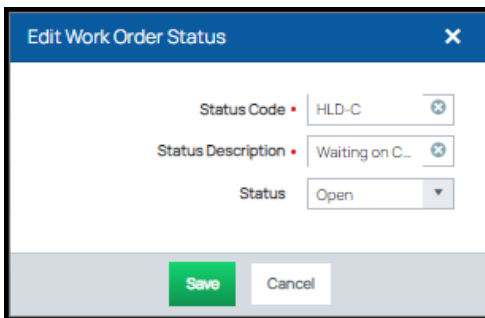 Edit Work Order Status
Status Code • HLD-C
Status Description • Waiting on C...
Status Open
Save Cancel